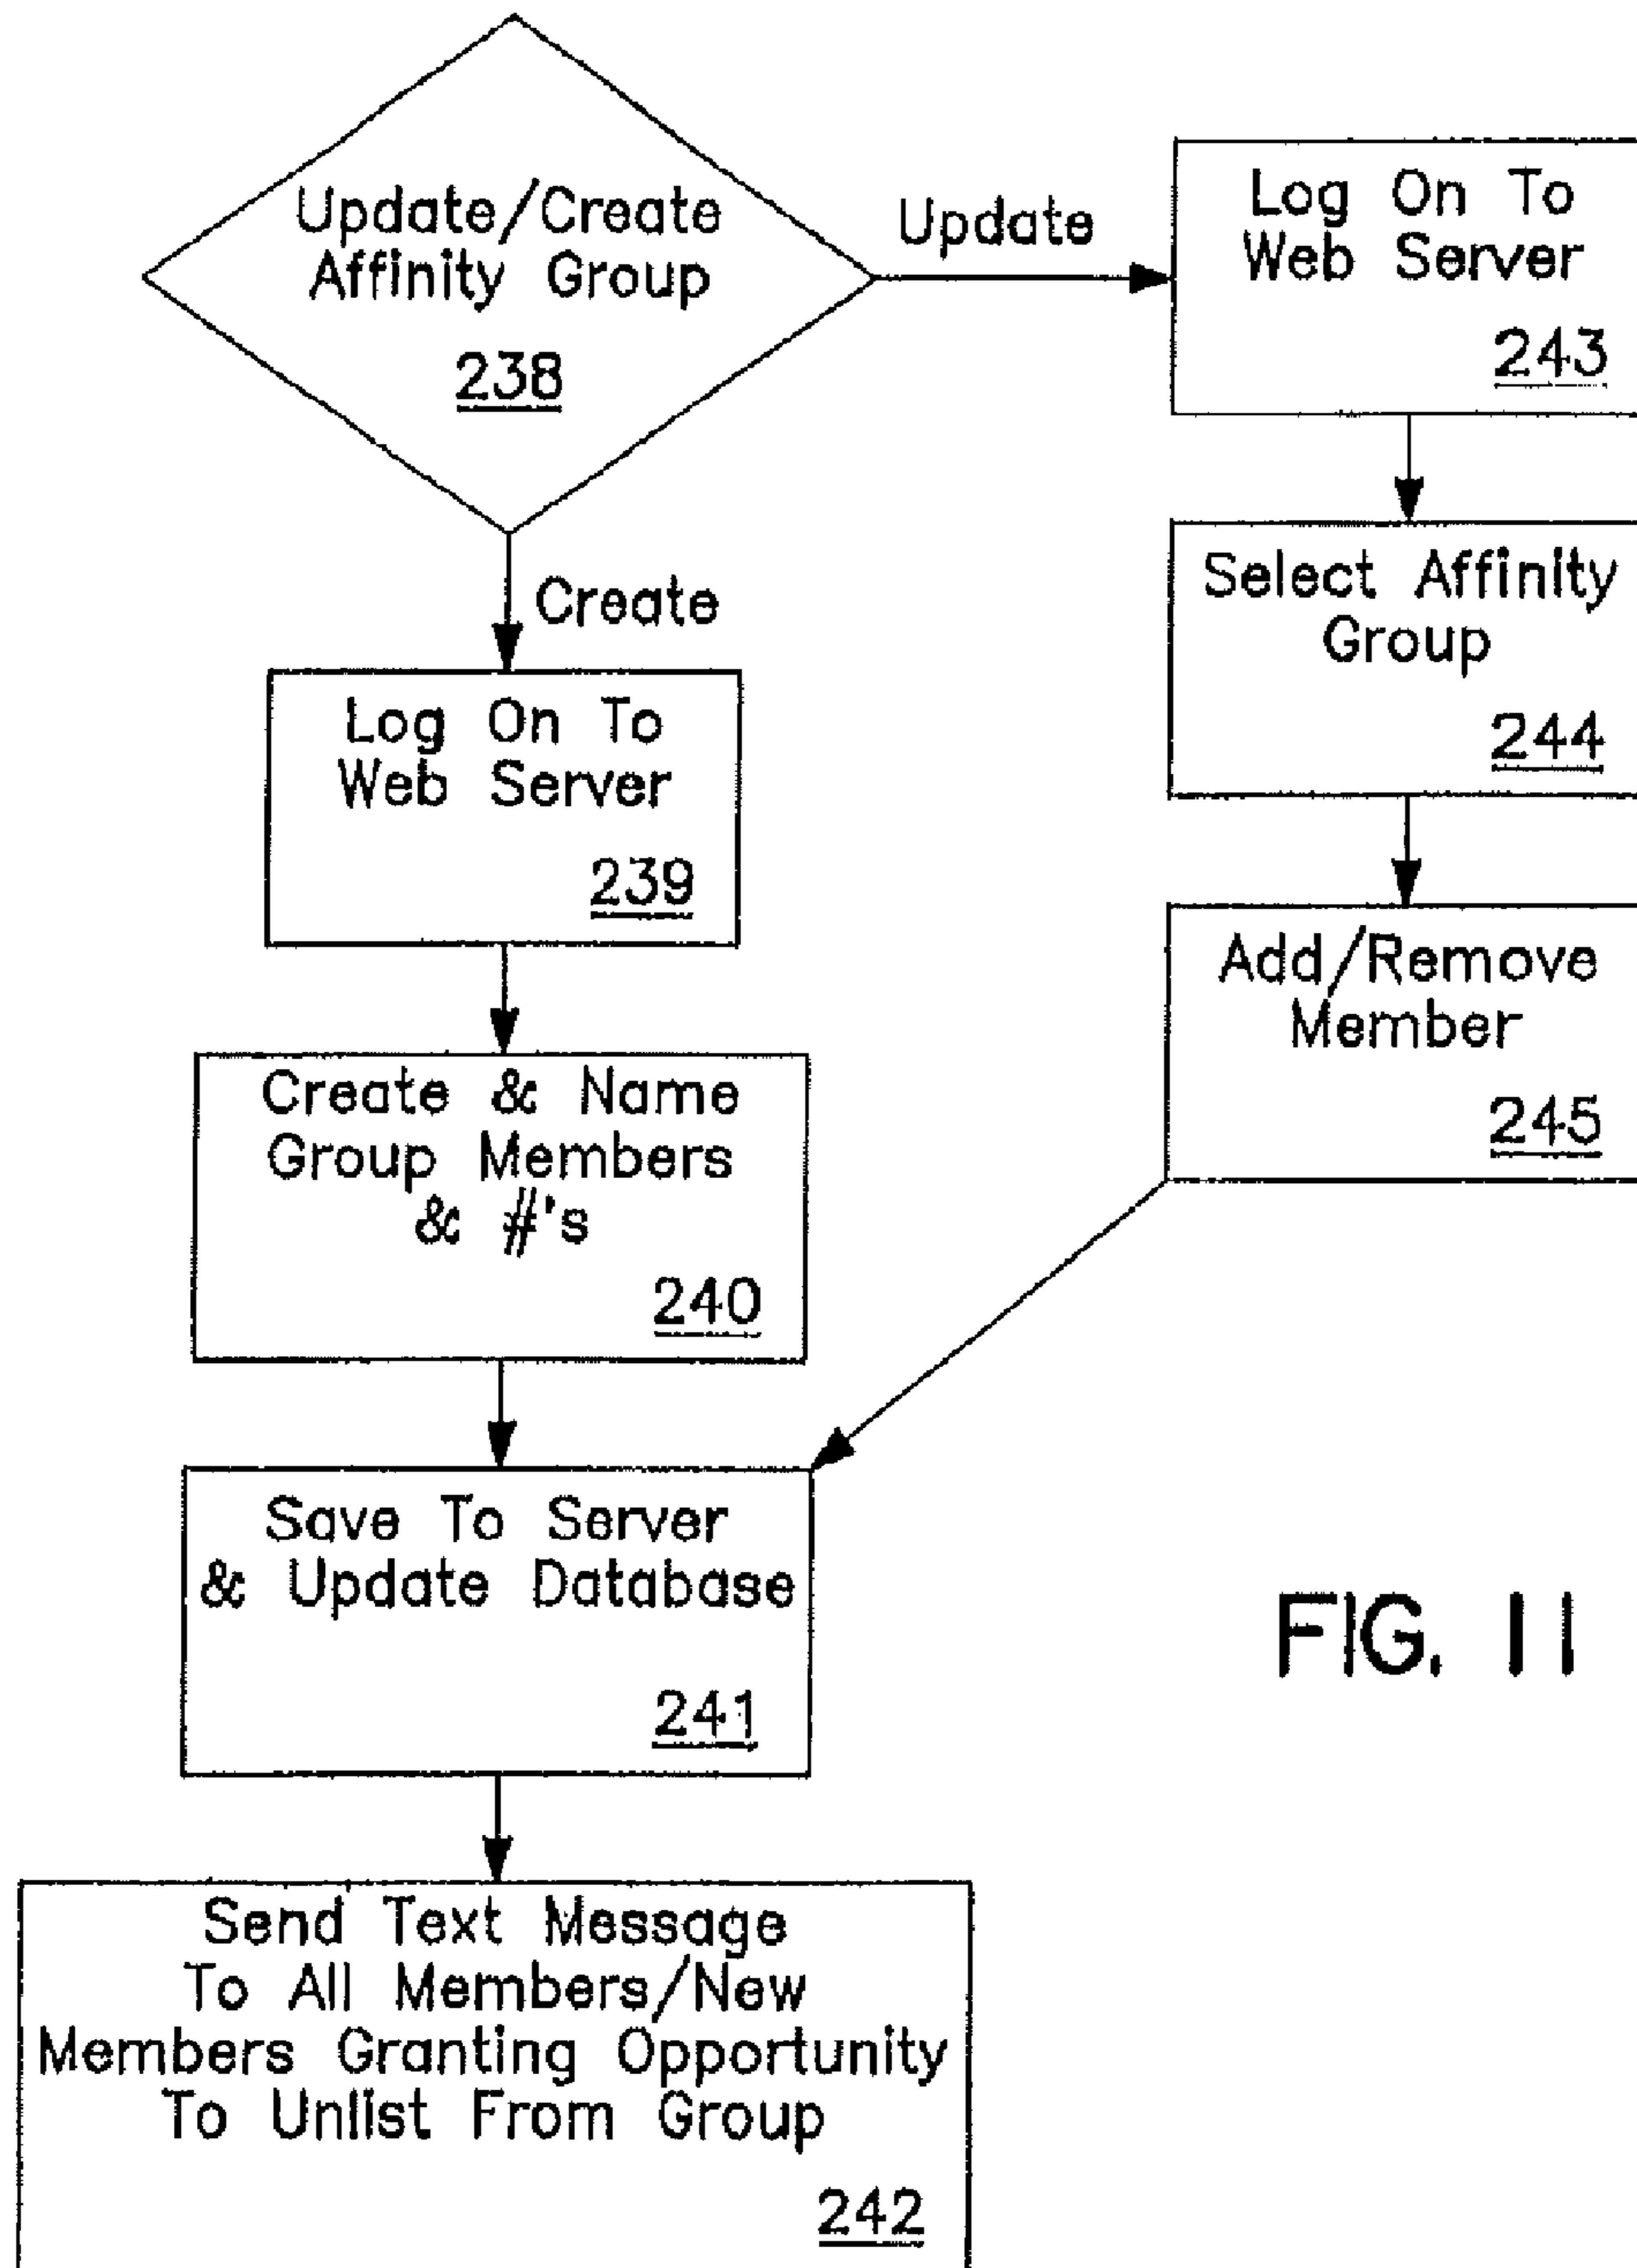 Update/Create
Affinity Group
238
Update
Log On To
Web Server
243
Create
Select Affinity
Group
244
Log On To
Web Server
239
Add/Remove
Member
245
Create & Name
Group Members
& #'s
240
Save To Server
& Update Database
241
FIG. 11
Send Text Message
To All Members/New
Members Granting Opportunity
To Unlist From Group
242